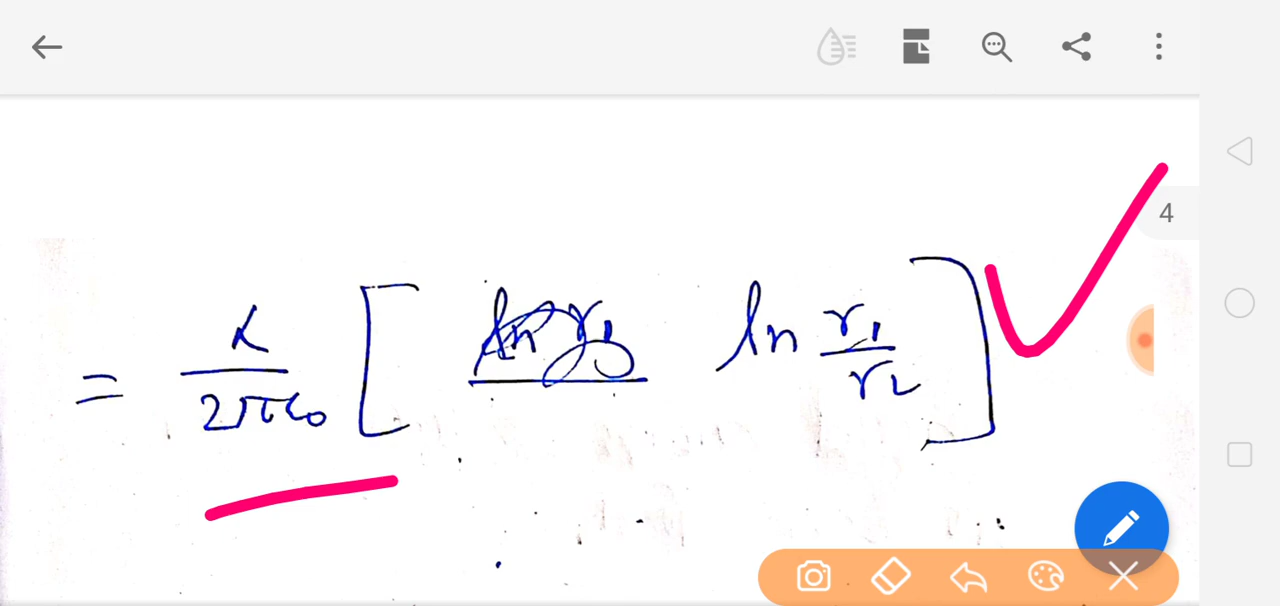 4
= λ/2πϵ₀ [ ln r₁/r₂ ]